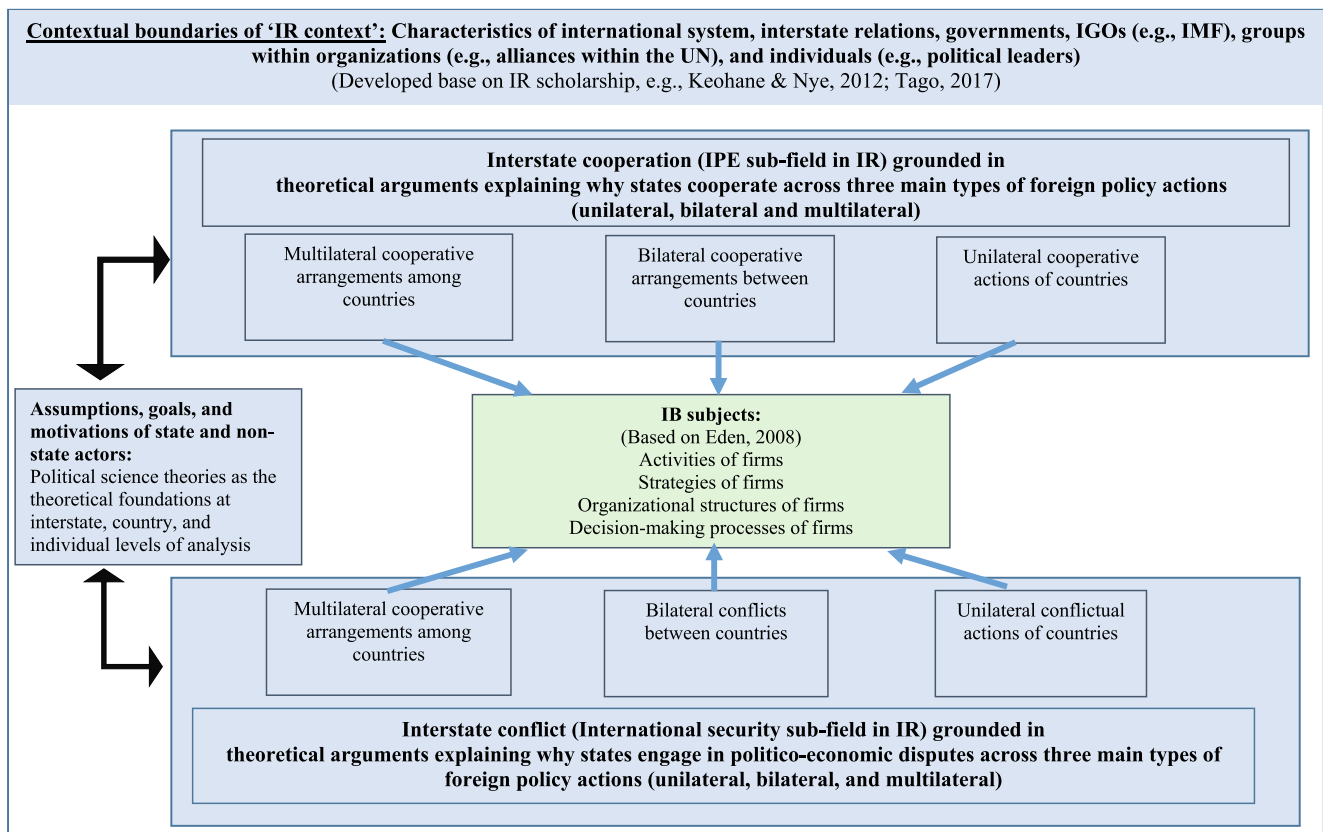 Contextual boundaries of ‘IR context’: Characteristics of international system, interstate relations, governments, IGOs (e.g., IMF), groups
within organizations (e.g., alliances within the UN), and individuals (e.g., political leaders)
(Developed base on IR scholarship, e.g., Keohane & Nye, 2012; Tago, 2017)
Interstate cooperation (IPE sub-field in IR) grounded in
theoretical arguments explaining why states cooperate across three main types of foreign policy actions
(unilateral, bilateral and multilateral)
Multilateral cooperative
arrangements among
countries
Bilateral cooperative
arrangements between
countries
Unilateral cooperative
actions of countries
Assumptions, goals, and
motivations of state and non-
state actors:
Political science theories as the
theoretical foundations at
interstate, country, and
individual levels of analysis
IB subjects:
(Based on Eden, 2008)
Activities of firms
Strategies of firms
Organizational structures of firms
Decision-making processes of firms
Multilateral cooperative
arrangements among
countries
Bilateral conflicts
between countries
Unilateral conflictual
actions of countries
Interstate conflict (International security sub-field in IR) grounded in
theoretical arguments explaining why states engage in politico-economic disputes across three main types of
foreign policy actions (unilateral, bilateral, and multilateral)